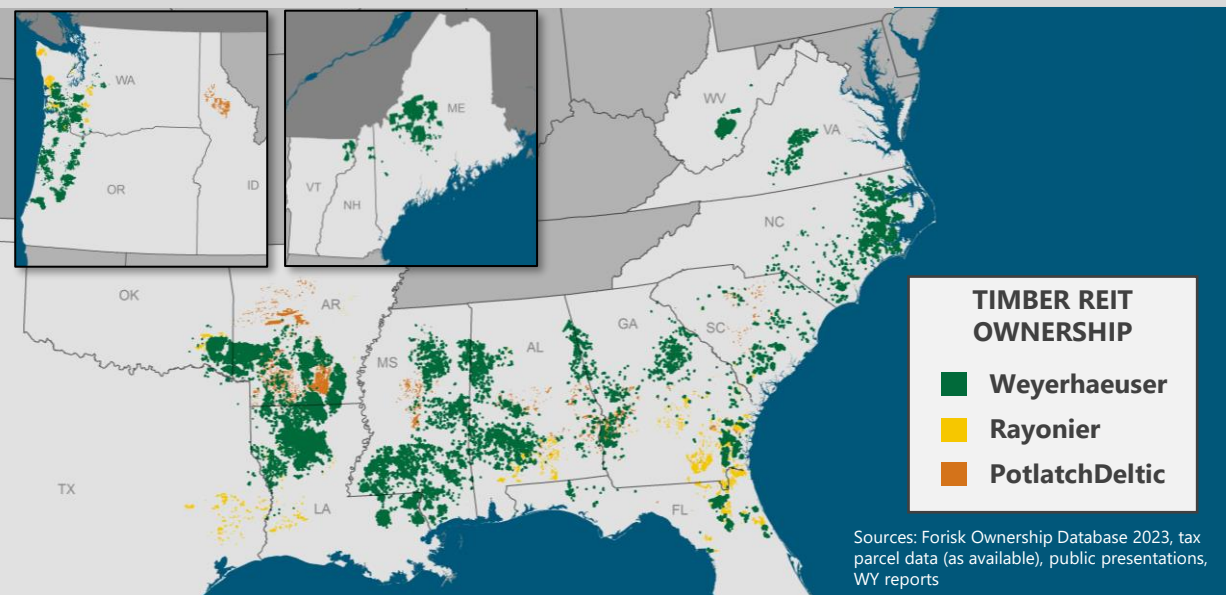 WA
OR
ID
ME
VT
NH
WV
VA
NC
OK
AR
MS
AL
GA
SC
TX
LA
FL
TIMBER REIT
OWNERSHIP
Weyerhaeuser
Rayonier
PotlatchDeltic
Sources: Forisk Ownership Database 2023, tax
parcel data (as available), public presentations,
WY reports